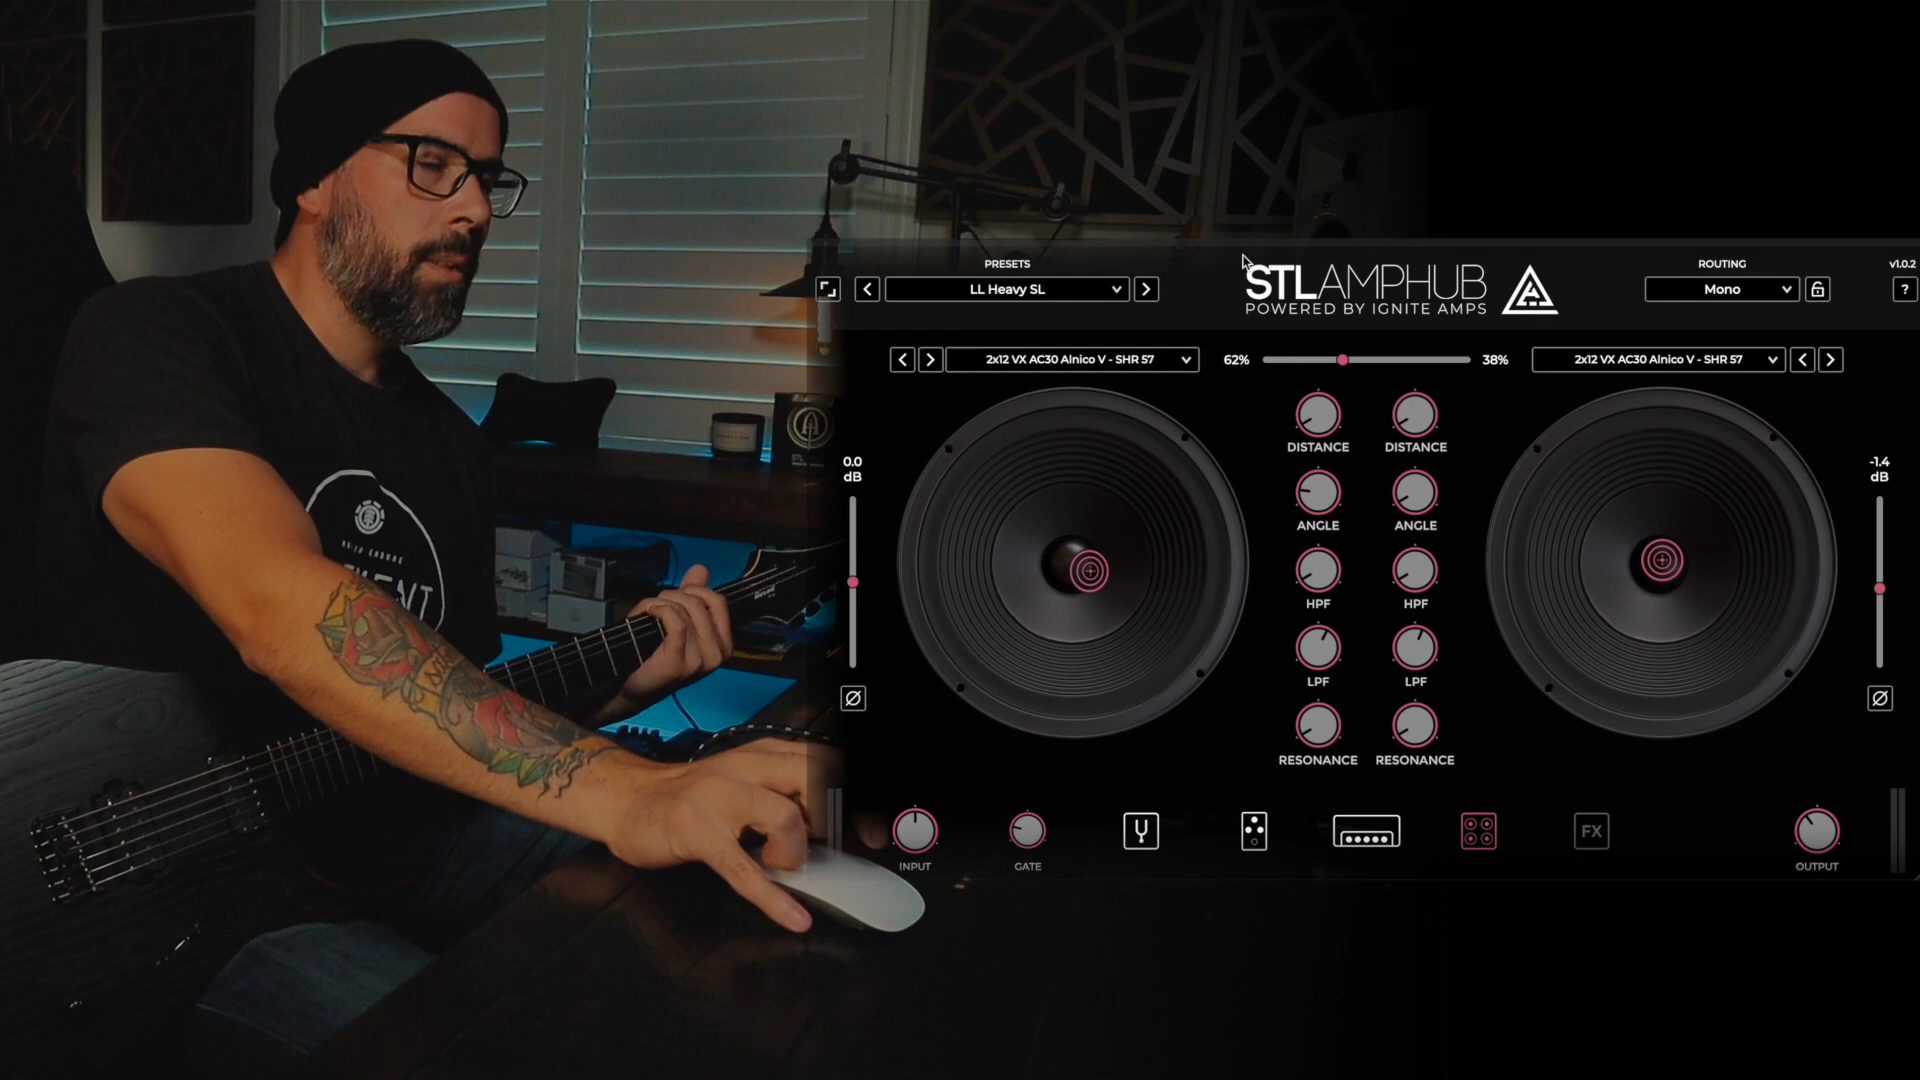 PRESETS
LL Heavy SL
STLAMPHUB
POWERED BY IGNITE AMPS
ROUTING
Mono
v1.0.2
?
2x12 VX AC30 Alnico V - SHR 57
62%
38%
2x12 VX AC30 Alnico V - SHR 57
0.0
dB
-1.4
dB
DISTANCE
DISTANCE
ANGLE
ANGLE
HPF
HPF
LPF
LPF
RESONANCE
RESONANCE
INPUT
GATE
FX
OUTPUT
A
STL